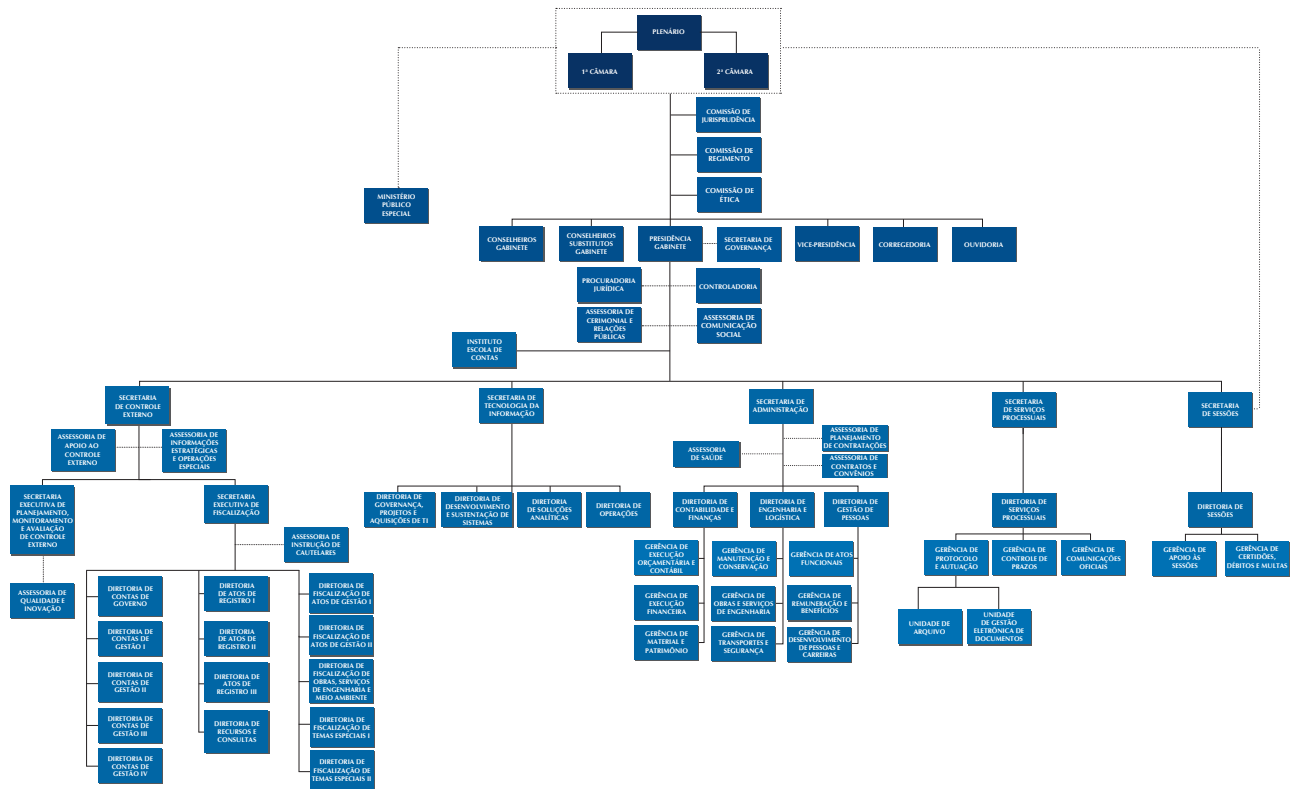 PLENÁRIO
1ª CÂMARA
2ª CÂMARA
COMISSÃO DE
JURISPRUDÊNCIA
COMISSÃO DE
REGIMENTO
COMISSÃO DE
ÉTICA
MINISTÉRIO
PÚBLICO
ESPECIAL
CONSELHEIROS
GABINETE
CONSELHEIROS
SUBSTITUTOS
GABINETE
PRESIDÊNCIA
GABINETE
SECRETARIA DE
GOVERNANÇA
VICE-PRESIDÊNCIA
CORREGEDORIA
OUVIDORIA
PROCURADORIA
JURÍDICA
CONTROLADORIA
ASSESSORIA DE
CERIMONIAL E
RELAÇÕES
PÚBLICAS
ASSESSORIA DE
COMUNICAÇÃO
SOCIAL
INSTITUTO
ESCOLA DE
CONTAS
SECRETARIA
DE CONTROLE
EXTERNO
SECRETARIA DE
TECNOLOGIA DA
INFORMAÇÃO
SECRETARIA DE
ADMINISTRAÇÃO
SECRETARIA
DE SERVIÇOS
PROCESSUAIS
SECRETARIA
DE SESSÕES
ASSESSORIA DE
APOIO AO
CONTROLE
EXTERNO
ASSESSORIA DE
INFORMAÇÕES
ESTRATÉGICAS
E OPERAÇÕES
ESPECIAIS
ASSESSORIA
DE SAÚDE
ASSESSORIA DE
PLANEJAMENTO
DE CONTRATAÇÕES
ASSESSORIA DE
CONTRATOS E
CONVÊNIOS
SECRETARIA
EXECUTIVA DE
PLANEJAMENTO,
MONITORAMENTO
E AVALIAÇÃO
DE CONTROLE
EXTERNO
SECRETARIA
EXECUTIVA DE
FISCALIZAÇÃO
DIRETORIA DE
GOVERNANÇA,
PROJETOS E
AQUISIÇÕES DE TI
DIRETORIA DE
DESENVOLVIMENTO
E SUSTENTAÇÃO DE
SISTEMAS
DIRETORIA
DE SOLUÇÕES
ANALÍTICAS
DIRETORIA
DE OPERAÇÕES
DIRETORIA DE
CONTABILIDADE E
FINANÇAS
DIRETORIA DE
ENGENHARIA E
LOGÍSTICA
DIRETORIA DE
GESTÃO DE
PESSOAS
DIRETORIA DE
SERVIÇOS
PROCESSUAIS
DIRETORIA DE
SESSÕES
ASSESSORIA DE
INSTRUÇÃO DE
CAUTELARES
ASSESSORIA DE
QUALIDADE E
INOVAÇÃO
GERÊNCIA DE
EXECUÇÃO
ORÇAMENTÁRIA E
CONTÁBIL
GERÊNCIA DE
MANUTENÇÃO E
CONSERVAÇÃO
GERÊNCIA DE ATOS
FUNCIONAIS
GERÊNCIA DE
PROTOCOLO
E AUTUAÇÃO
GERÊNCIA DE
CONTROLE DE
PRAZOS
GERÊNCIA DE
COMUNICAÇÕES
OFICIAIS
GERÊNCIA DE
APOIO ÀS
SESSÕES
GERÊNCIA DE
CERTIDÕES,
DÉBITOS E MULTAS
DIRETORIA DE
CONTAS DE
GOVERNO
DIRETORIA
DE ATOS DE
REGISTRO I
DIRETORIA DE
FISCALIZAÇÃO DE
ATOS DE GESTÃO I
GERÊNCIA DE
EXECUÇÃO
FINANCEIRA
GERÊNCIA DE
OBRAS E SERVIÇOS
DE ENGENHARIA
GERÊNCIA DE
REMUNERAÇÃO E
BENEFÍCIOS
UNIDADE DE
ARQUIVO
UNIDADE
DE GESTÃO
ELETRÔNICA DE
DOCUMENTOS
DIRETORIA DE
CONTAS DE
GESTÃO I
DIRETORIA
DE ATOS DE
REGISTRO II
DIRETORIA DE
FISCALIZAÇÃO DE
ATOS DE GESTÃO II
GERÊNCIA DE
MATERIAL E
PATRIMÔNIO
GERÊNCIA DE
TRANSPORTES E
SEGURANÇA
GERÊNCIA DE
DESENVOLVIMENTO
DE PESSOAS E
CARREIRAS
DIRETORIA DE
CONTAS DE
GESTÃO II
DIRETORIA DE
ATOS DE
REGISTRO III
DIRETORIA DE
FISCALIZAÇÃO DE
OBRAS, SERVIÇOS
DE ENGENHARIA E
MEIO AMBIENTE
DIRETORIA DE
CONTAS DE
GESTÃO III
DIRETORIA DE
RECURSOS E
CONSULTAS
DIRETORIA DE
FISCALIZAÇÃO DE
TEMAS ESPECIAIS I
DIRETORIA DE
CONTAS DE
GESTÃO IV
DIRETORIA DE
FISCALIZAÇÃO DE
TEMAS ESPECIAIS II